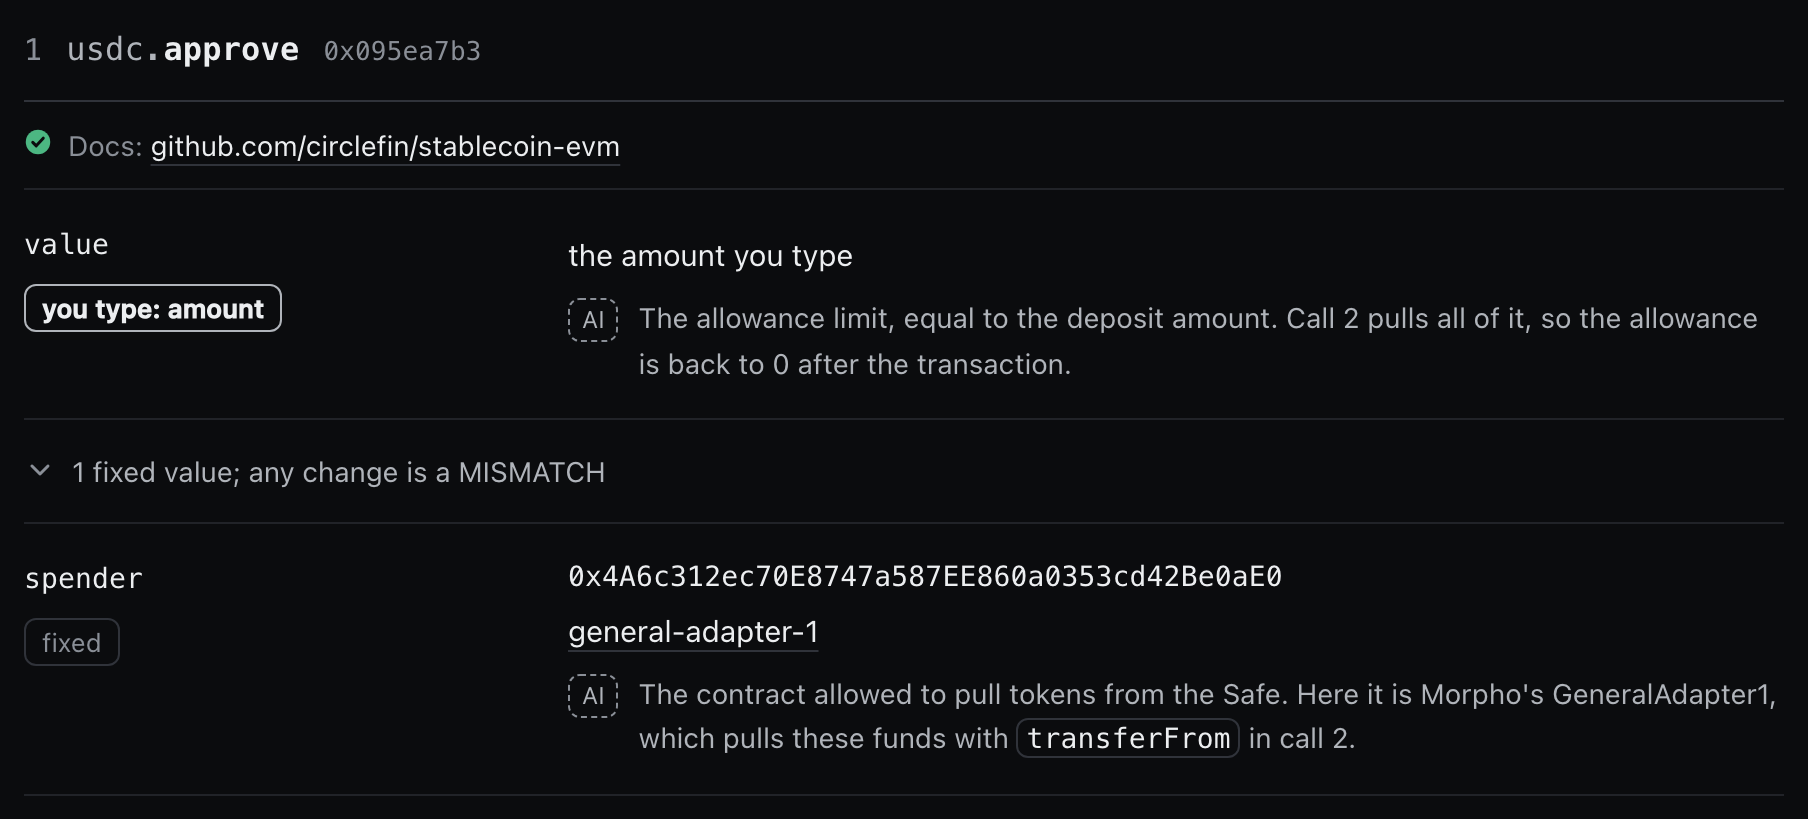 1 usdc.approve 0x095ea7b3
Docs: github.com/circlefin/stablecoin-evm
value
the amount you type
you type: amount
AI The allowance limit, equal to the deposit amount. Call 2 pulls all of it, so the allowance
is back to 0 after the transaction.
1 fixed value; any change is a MISMATCH
spender
0x4A6c312ec70E8747a587EE860a0353cd42Be0aE0
fixed
general-adapter-1
AI The contract allowed to pull tokens from the Safe. Here it is Morpho's GeneralAdapter1,
which pulls these funds with transferFrom in call 2.